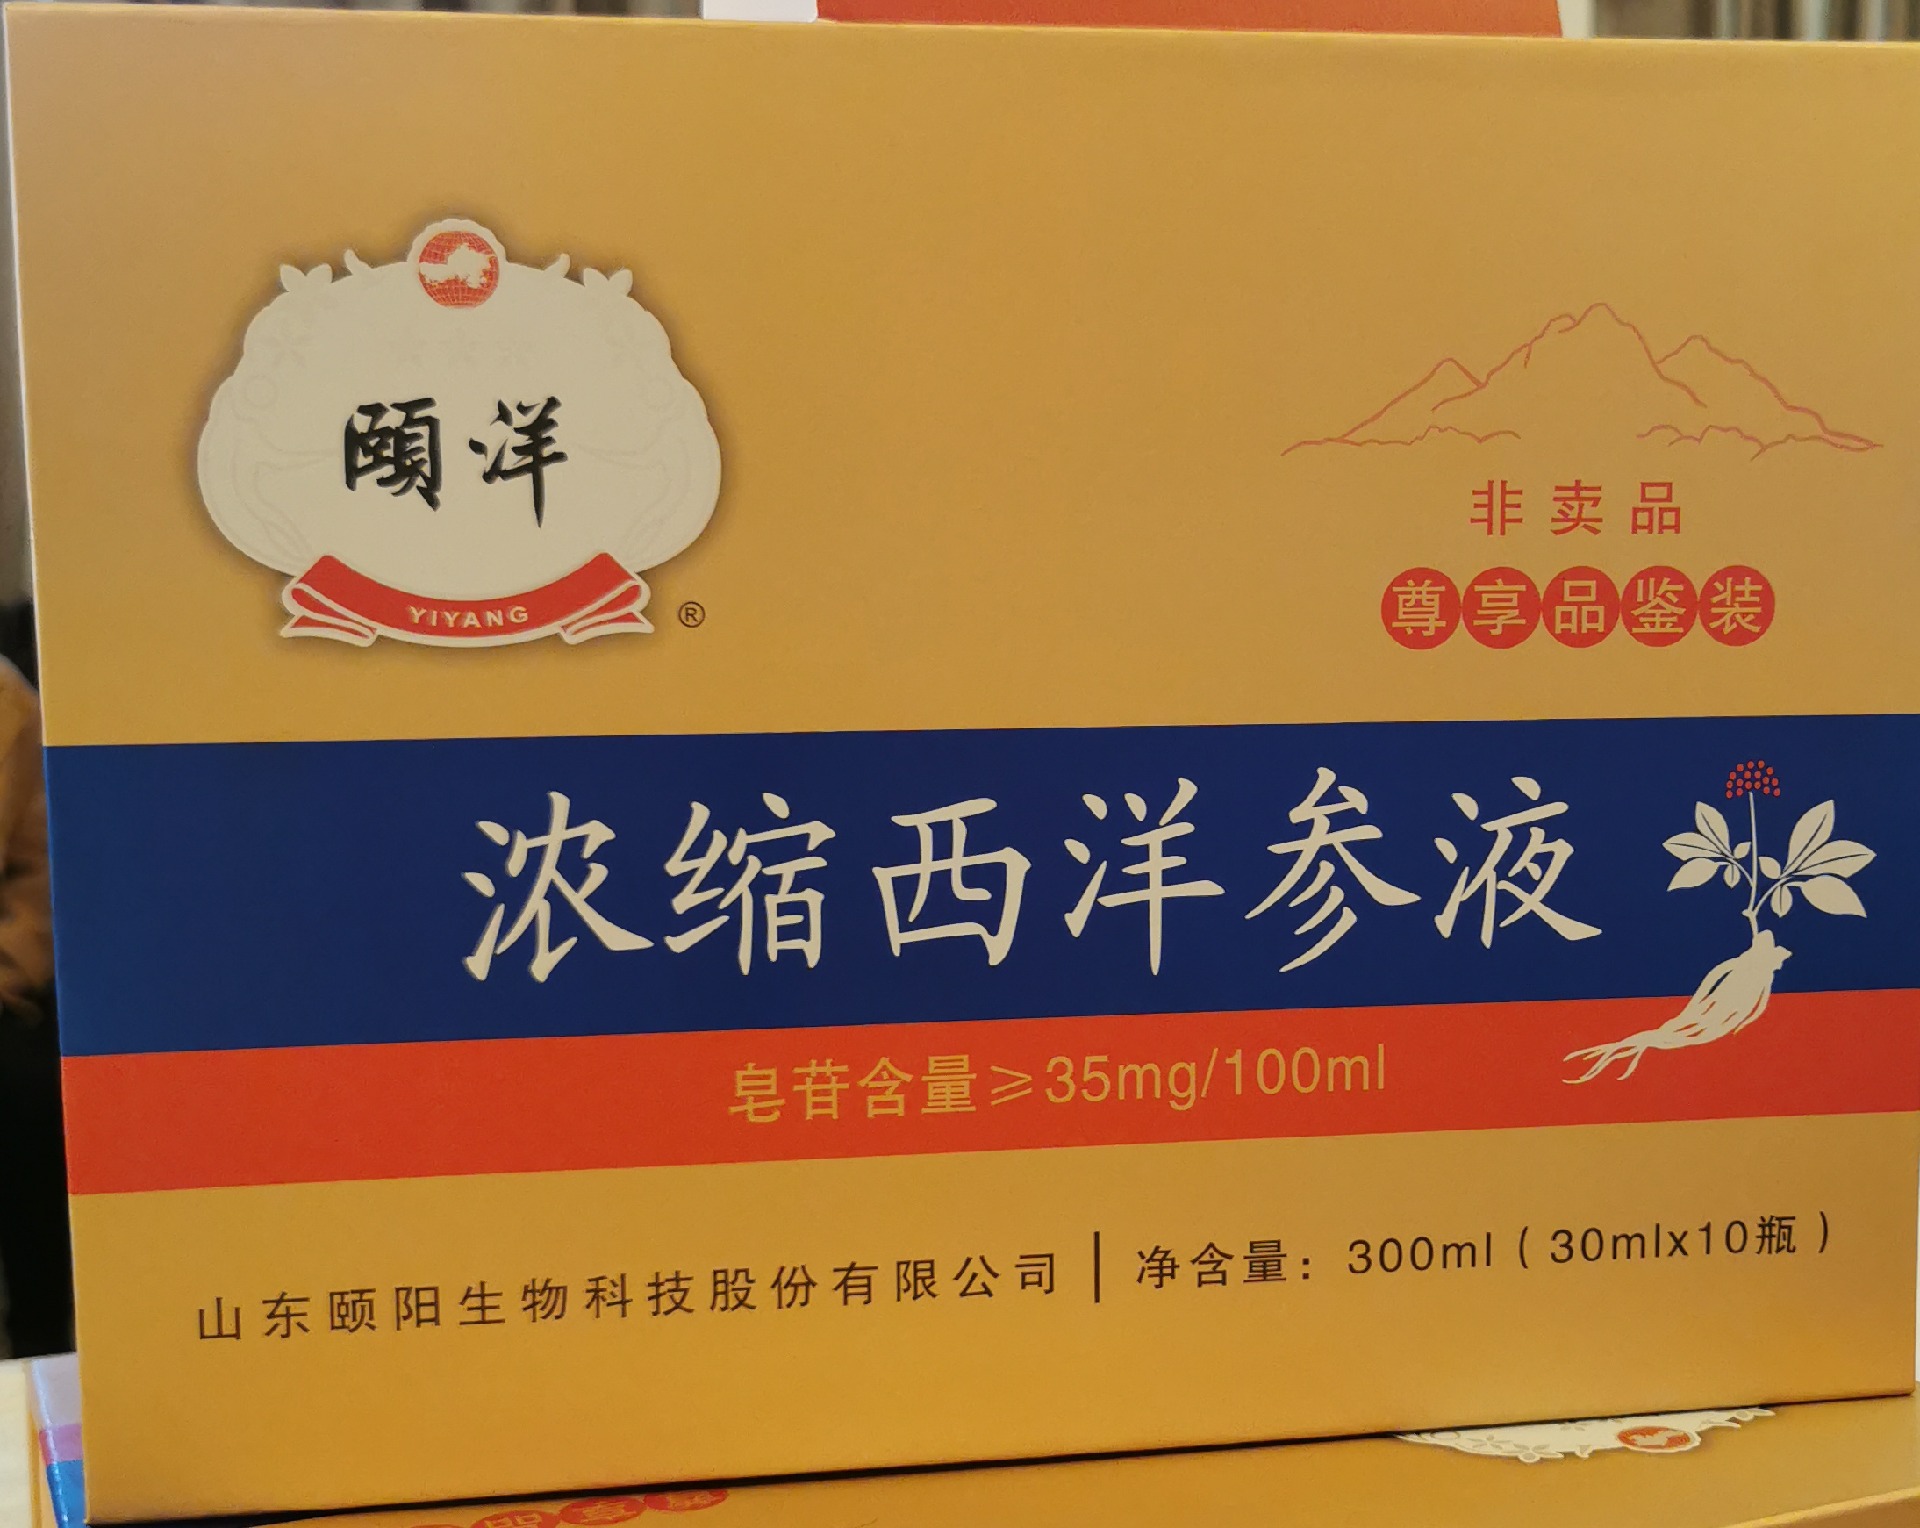 頤洋
YIYANG
®
非卖品
尊享品鉴装
浓缩西洋参液
皂苷含量≥35mg/100ml
山东颐阳生物科技股份有限公司 | 净含量：300ml（30mlx10瓶）